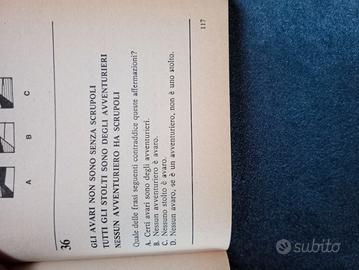 A B C
36
GLI AVARI NON SONO SENZA SCRUPOLI
TUTTI GLI STOLTI SONO DEGLI AVVENTURIERI
NESSUN AVVENTURIERO HA SCRUPOLI
Quale delle frasi seguenti contraddice queste affermazioni?
A. Certi avari sono degli avventurieri.
B. Nessun avventuriero è avaro.
C. Nessuno stolto è avaro.
D. Nessun avaro, se è un avventuriero, non è uno stolto.
117
subito